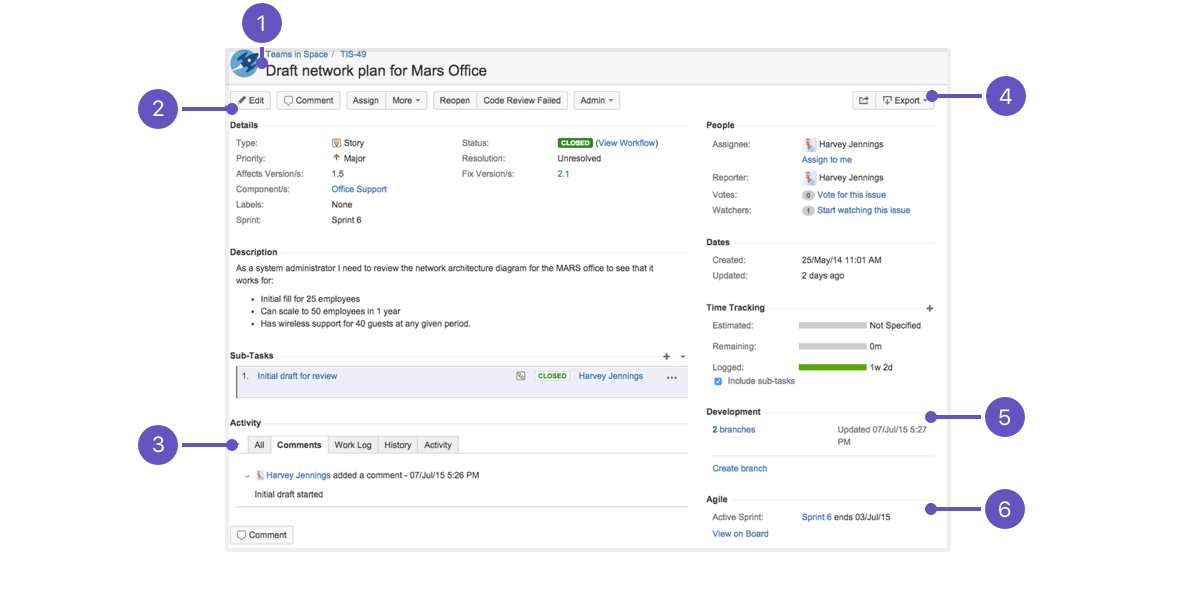 1
Teams in Space / TIS-49
Draft network plan for Mars Office
2
Edit Comment Assign More Reopen Code Review Failed Admin
Export
4
Details
Type: Story
Status: CLOSED (View Workflow)
Priority: Major
Resolution: Unresolved
Affects Version/s: 1.5
Fix Version/s: 2.1
Component/s: Office Support
Labels: None
Sprint: Sprint 6
Description
As a system administrator I need to review the network architecture diagram for the MARS office to see that it
works for:
• Initial fill for 25 employees
• Can scale to 50 employees in 1 year
• Has wireless support for 40 guests at any given period.
Sub-Tasks
1. Initial draft for review CLOSED Harvey Jennings
Activity
3
All Comments Work Log History Activity
Harvey Jennings added a comment - 07/Jul/15 5:26 PM
Initial draft started
Comment
People
Assignee: Harvey Jennings
Assign to me
Reporter: Harvey Jennings
Votes: 0 Vote for this issue
Watchers: 1 Start watching this issue
Dates
Created: 25/May/14 11:01 AM
Updated: 2 days ago
Time Tracking
Estimated: Not Specified
Remaining: 0m
Logged: 1w 2d
Include sub-tasks
Development
5
2 branches
Updated 07/Jul/15 5:27
PM
Create branch
Agile
6
Active Sprint: Sprint 6 ends 03/Jul/15
View on Board